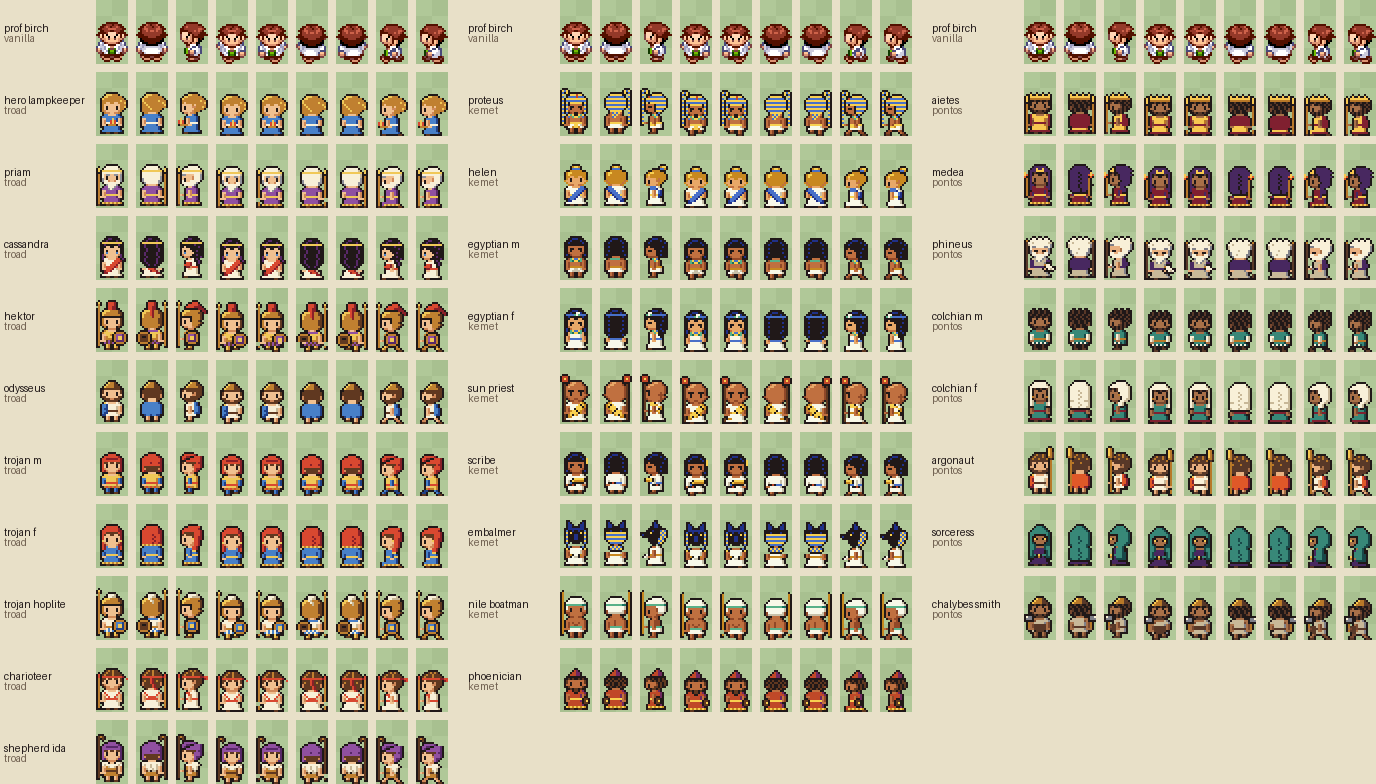 prof birch
vanilla
hero lampkeeper
troad
priam
troad
cassandra
troad
hektor
troad
odysseus
troad
trojan m
troad
trojan f
troad
trojan hoplite
troad
charioteer
troad
shepherd ida
troad
prof birch
vanilla
proteus
kemet
helen
kemet
egyptian m
kemet
egyptian f
kemet
sun priest
kemet
scribe
kemet
embalmer
kemet
nile boatman
kemet
phoenician
kemet
prof birch
vanilla
aietes
pontos
medea
pontos
phineus
pontos
colchian m
pontos
colchian f
pontos
argonaut
pontos
sorceress
pontos
chalybes smith
pontos